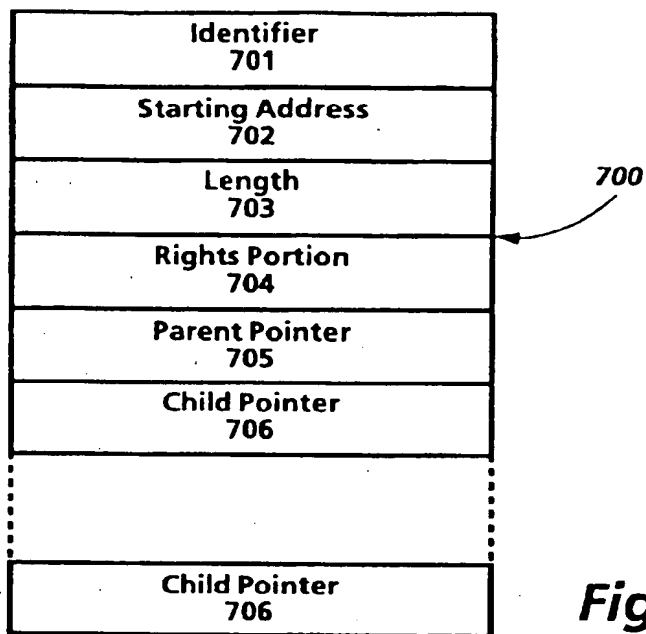 Identifier
701
Starting Address
702
Length
703
700
Rights Portion
704
Parent Pointer
705
Child Pointer
706
Child Pointer
706
Fig